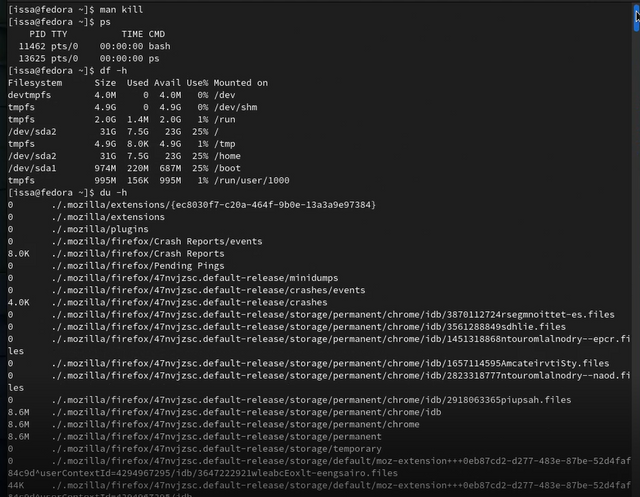 [issa@fedora ~]$ man kill
[issa@fedora ~]$ ps
PID TTY TIME CMD
11462 pts/0 00:00:00 bash
13625 pts/0 00:00:00 ps
[issa@fedora ~]$ df -h
Filesystem Size Used Avail Use% Mounted on
devtmpfs 4.0M 0 4.0M 0% /dev
tmpfs 4.9G 0 4.9G 0% /dev/shm
tmpfs 2.0G 1.4M 2.0G 1% /run
/dev/sda2 31G 7.5G 23G 25% /
tmpfs 4.9G 8.0K 4.9G 1% /tmp
/dev/sda2 31G 7.5G 23G 25% /home
/dev/sda1 974M 220M 687M 25% /boot
tmpfs 995M 156K 995M 1% /run/user/1000
[issa@fedora ~]$ du -h
0 ./.mozilla/extensions/{ec8030f7-c20a-464f-9b0e-13a3a9e97384}
0 ./.mozilla/extensions
0 ./.mozilla/plugins
0 ./.mozilla/firefox/Crash Reports/events
8.0K ./.mozilla/firefox/Crash Reports
0 ./.mozilla/firefox/Pending Pings
0 ./.mozilla/firefox/47nvjzsc.default-release/minidumps
0 ./.mozilla/firefox/47nvjzsc.default-release/crashes/events
4.0K ./.mozilla/firefox/47nvjzsc.default-release/crashes
0 ./.mozilla/firefox/47nvjzsc.default-release/storage/permanent/chrome/idb/3870112724rsegmnoittet-es.files
0 ./.mozilla/firefox/47nvjzsc.default-release/storage/permanent/chrome/idb/3561288849sdhlie.files
0 ./.mozilla/firefox/47nvjzsc.default-release/storage/permanent/chrome/idb/1451318868ntouromlalnodry--epcr.fi
les
0 ./.mozilla/firefox/47nvjzsc.default-release/storage/permanent/chrome/idb/1657114595AmcateirvtiSty.files
0 ./.mozilla/firefox/47nvjzsc.default-release/storage/permanent/chrome/idb/2823318777ntouromlalnodry--naod.fi
les
0 ./.mozilla/firefox/47nvjzsc.default-release/storage/permanent/chrome/idb/2918063365piupsah.files
8.6M ./.mozilla/firefox/47nvjzsc.default-release/storage/permanent/chrome/idb
8.6M ./.mozilla/firefox/47nvjzsc.default-release/storage/permanent/chrome
8.6M ./.mozilla/firefox/47nvjzsc.default-release/storage/permanent
0 ./.mozilla/firefox/47nvjzsc.default-release/storage/temporary
0 ./.mozilla/firefox/47nvjzsc.default-release/storage/default/moz-extension+++0eb87cd2-d277-483e-87be-52d4faf
84c9d^userContextId=4294967295/idb/3647222921wleabcEoxlt-eengsairo.files
44K ./.mozilla/firefox/47nvjzsc.default-release/storage/default/moz-extension+++0eb87cd2-d277-483e-87be-52d4faf
84c9d^userContextId=4294967295/idb